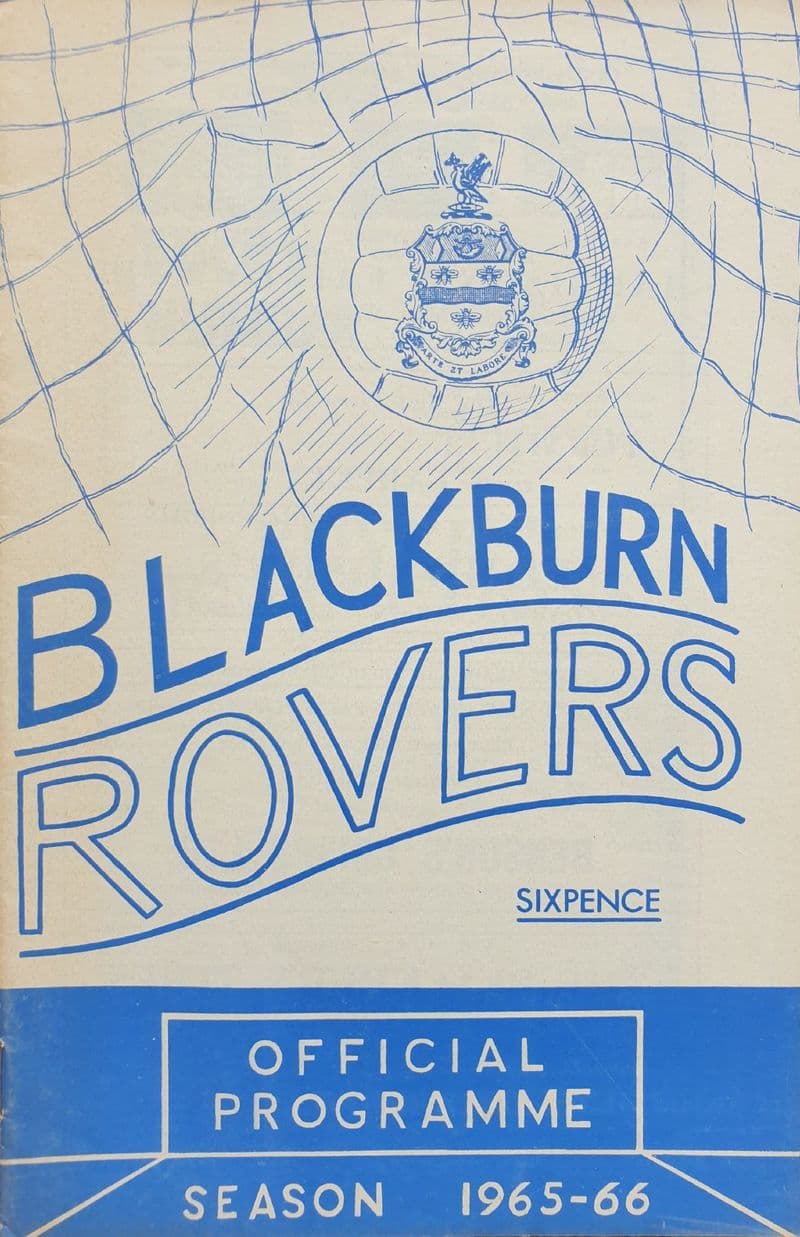 ARTE ET LABORE
BLACKBURN
ROVERS
SIXPENCE
OFFICIAL
PROGRAMME
SEASON 1965-66